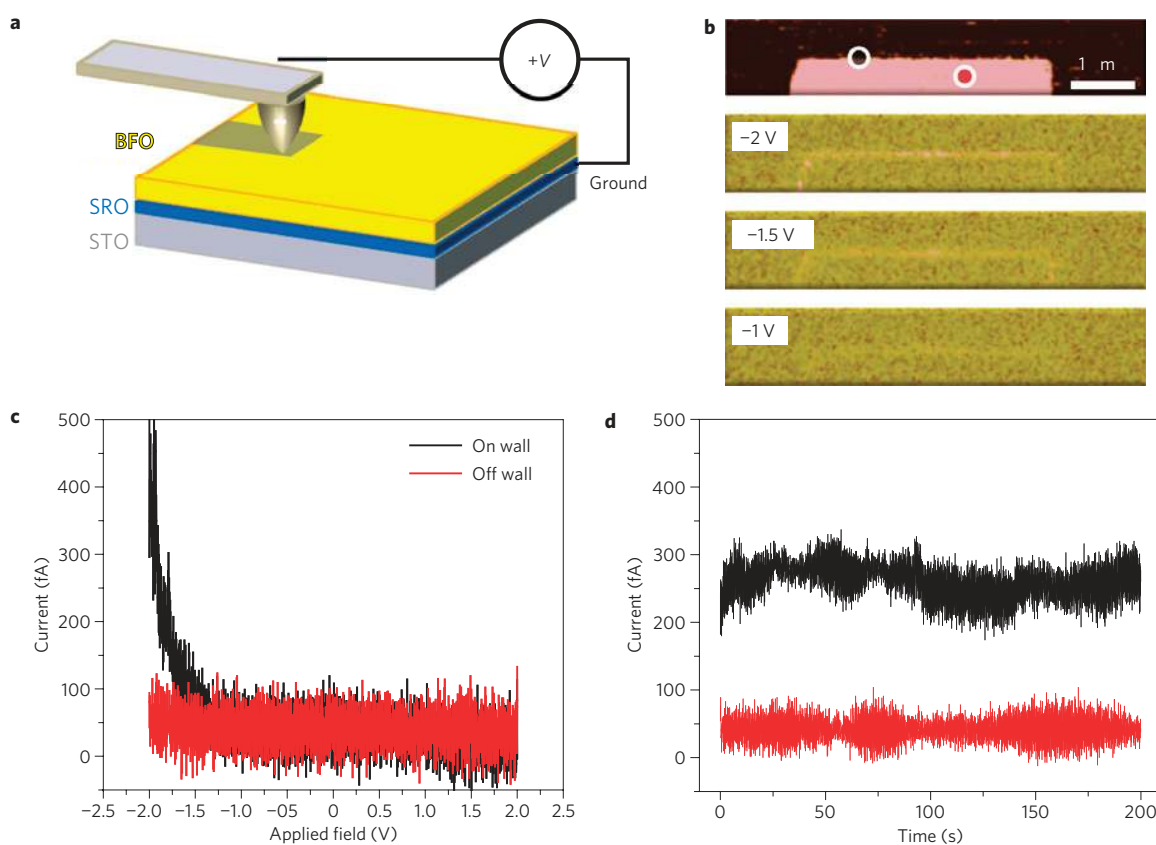 a
+V
BFO
Ground
SRO
STO
b
1 m
−2 V
−1.5 V
−1 V
c
500
400
300
200
100
0
Current (fA)
On wall
Off wall
−2.5 −2.0 −1.5 −1.0 −0.5 0 0.5 1.0 1.5 2.0 2.5
Applied field (V)
d
500
400
300
200
100
0
Current (fA)
0 50 100 150 200
Time (s)